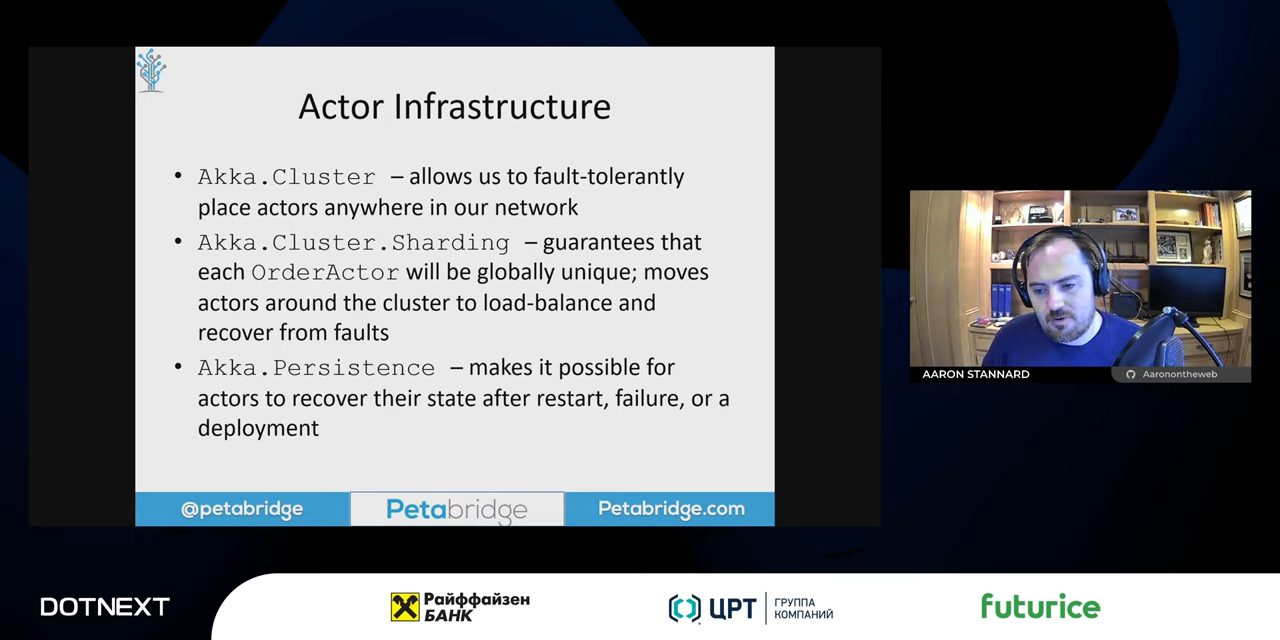 Actor Infrastructure
• Akka.Cluster – allows us to fault-tolerantly
place actors anywhere in our network
• Akka.Cluster.Sharding – guarantees that
each OrderActor will be globally unique; moves
actors around the cluster to load-balance and
recover from faults
• Akka.Persistence – makes it possible for
actors to recover their state after restart, failure, or a
deployment
@petabridge
Petabridge
Petabridge.com
AARON STANNARD
Aaronontheweb
DOTNEXT
Райффайзен
БАНК
ЦРТ
ГРУППА
КОМПАНИЙ
futurice